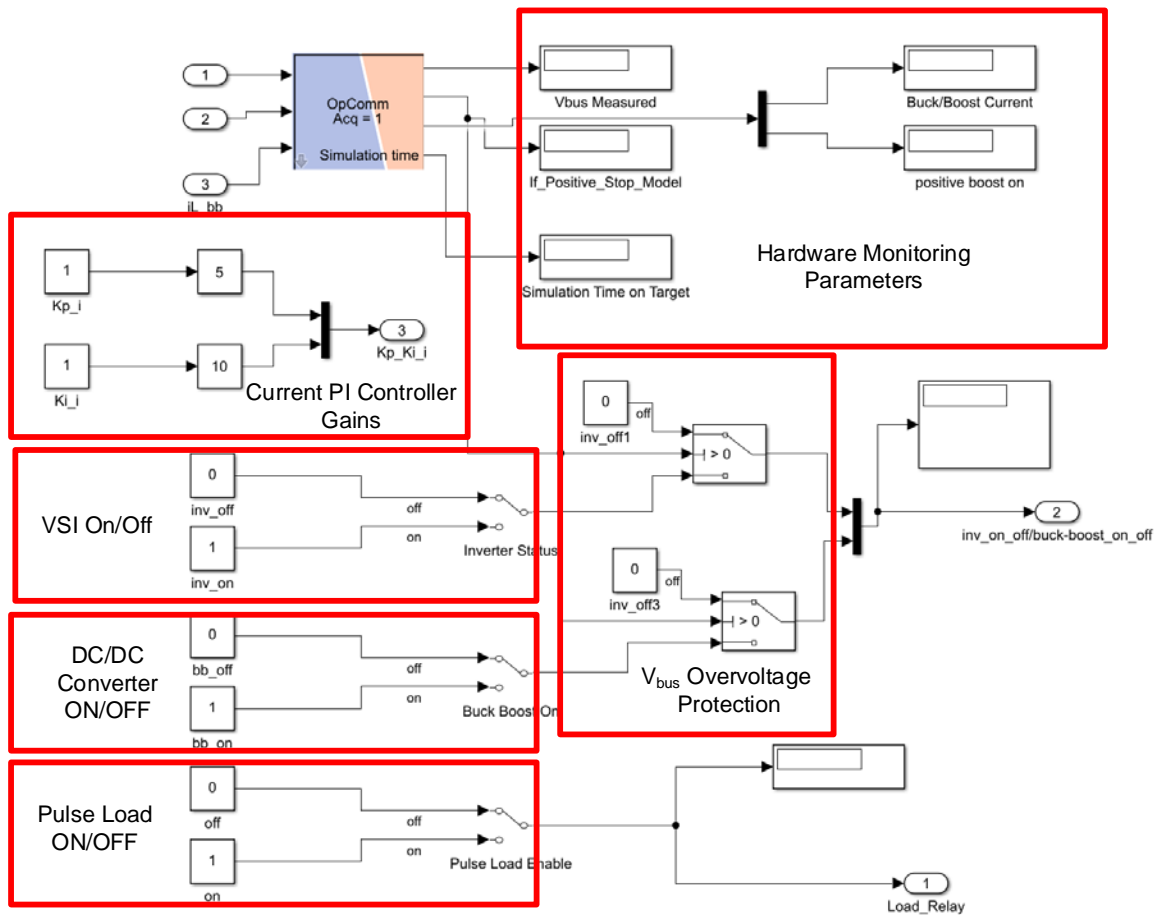 1
2
3
iL_bb
OpComm
Acq = 1
Simulation time
Vbus Measured
If_Positive_Stop_Model
Simulation Time on Target
Buck/Boost Current
positive boost on
Hardware Monitoring
Parameters
1
Kp_i
5
1
Ki_i
10
3
Kp_Ki_i
Current PI Controller
Gains
VSI On/Off
0
inv_off
1
inv_on
off
on
Inverter Status
0
inv_off1
off
> 0
0
inv_off3
off
> 0
Vbus Overvoltage
Protection
2
inv_on_off/buck-boost_on_off
DC/DC
Converter
ON/OFF
0
bb_off
1
bb_on
off
on
Buck Boost On
Pulse Load
ON/OFF
0
off
1
on
off
on
Pulse Load Enable
1
Load_Relay